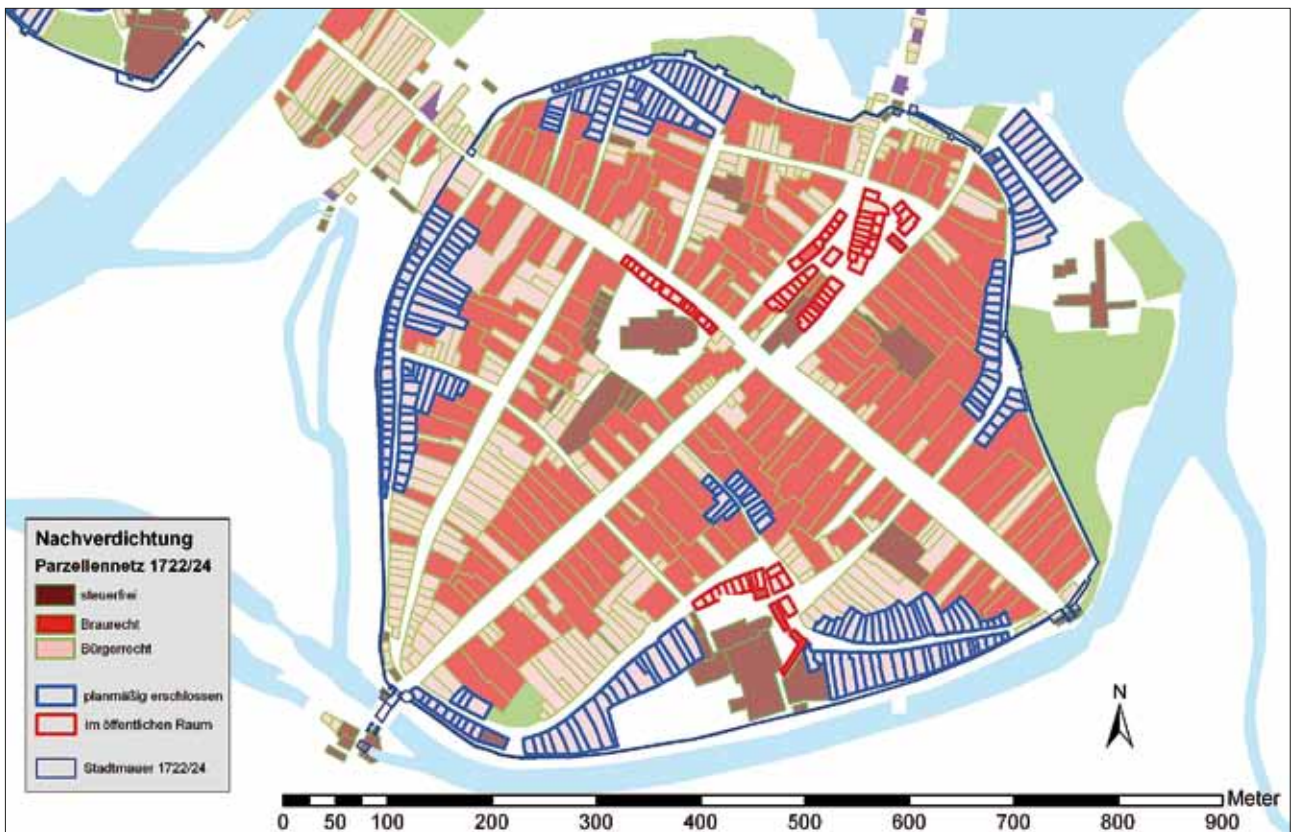 Nachverdichtung
Parzellennetz 1722/24
steuerfrei
Braurecht
Bürgerrecht
planmäßig erschlossen
im öffentlichen Raum
Stadtmauer 1722/24
N
Meter
0 50 100 200 300 400 500 600 700 800 900